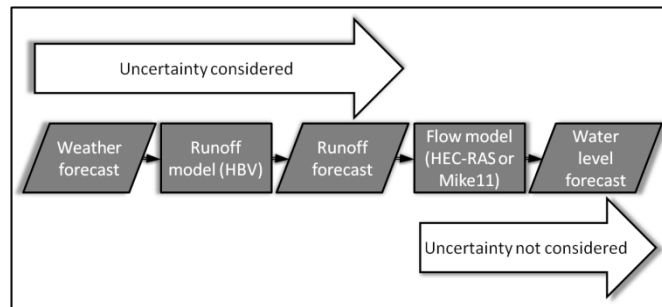 Uncertainty considered
Weather
forecast
Runoff
model (HBV)
Runoff
forecast
Flow model
(HEC-RAS or
Mike11)
Water
level
forecast
Uncertainty not considered